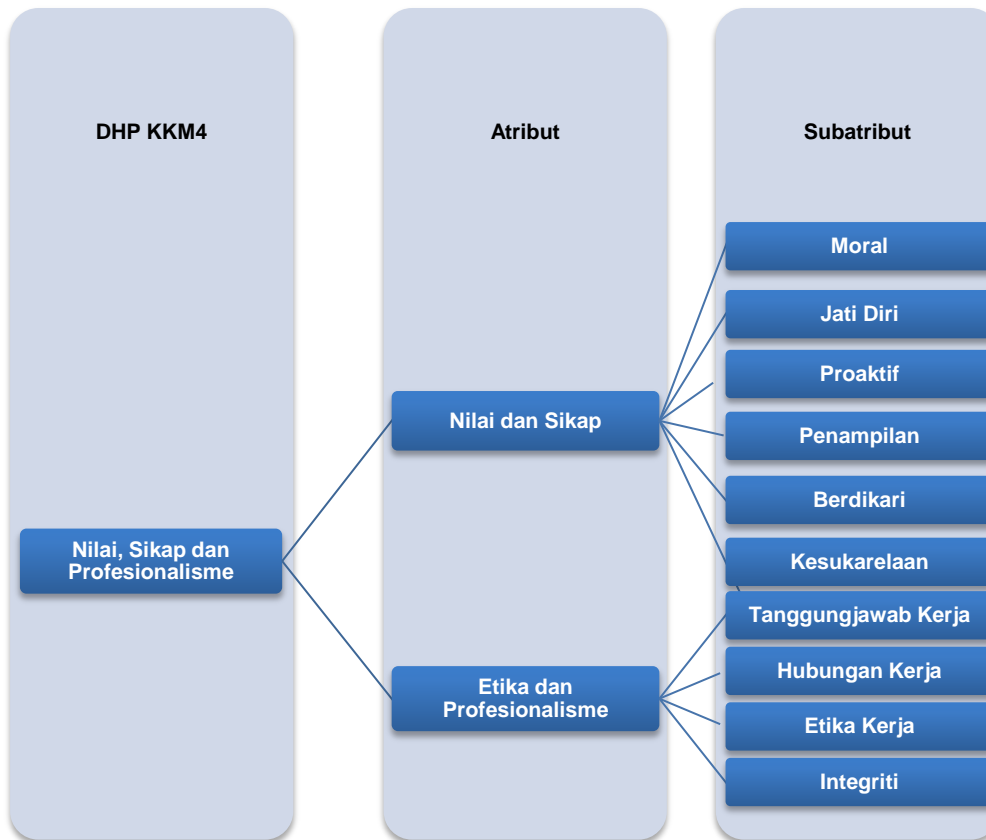 DHP KKM4
Atribut
Subatribut
Nilai, Sikap dan
Profesionalisme
Nilai dan Sikap
Etika dan
Profesionalisme
Moral
Jati Diri
Proaktif
Penampilan
Berdikari
Kesukarelaan
Tanggungjawab Kerja
Hubungan Kerja
Etika Kerja
Integriti